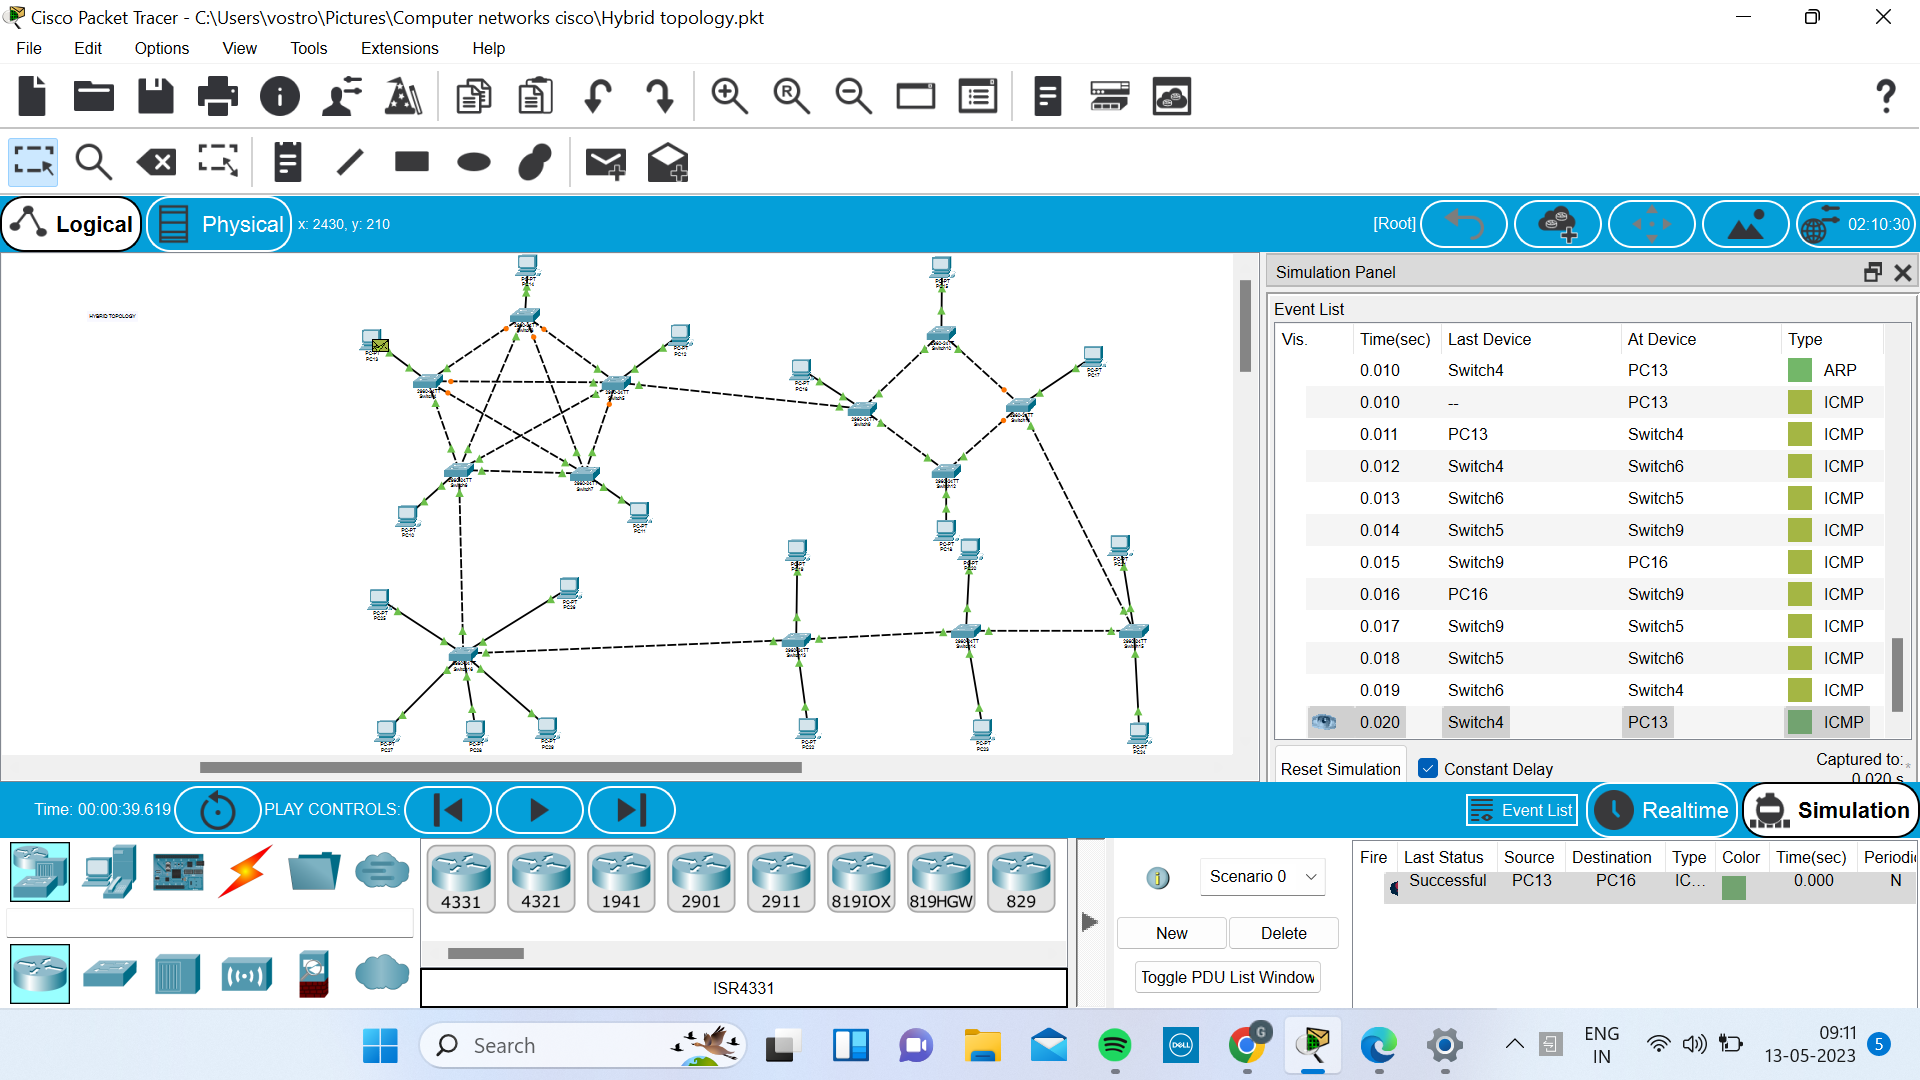 Cisco Packet Tracer - C:\Users\vostro\Pictures\Computer networks cisco\Hybrid topology.pkt
File Edit Options View Tools Extensions Help
Logical Physical x: 2430, y: 210 [Root] 02:10:30
HYBRID TOPOLOGY
Simulation Panel
Event List
Vis. Time(sec) Last Device At Device Type
0.010 Switch4 PC13 ARP
0.010 -- PC13 ICMP
0.011 PC13 Switch4 ICMP
0.012 Switch4 Switch6 ICMP
0.013 Switch6 Switch5 ICMP
0.014 Switch5 Switch9 ICMP
0.015 Switch9 PC16 ICMP
0.016 PC16 Switch9 ICMP
0.017 Switch9 Switch5 ICMP
0.018 Switch5 Switch6 ICMP
0.019 Switch6 Switch4 ICMP
0.020 Switch4 PC13 ICMP
Reset Simulation Constant Delay Captured to: *
0.020 s
Time: 00:00:39.619 PLAY CONTROLS: Event List Realtime Simulation
4331 4321 1941 2901 2911 819IOX 819HGW 829
ISR4331
Scenario 0
New Delete
Toggle PDU List Window
Fire Last Status Source Destination Type Color Time(sec) Periodi
Successful PC13 PC16 IC... 0.000 N
Search
DELL
G
ENG
IN
09:11
13-05-2023
5